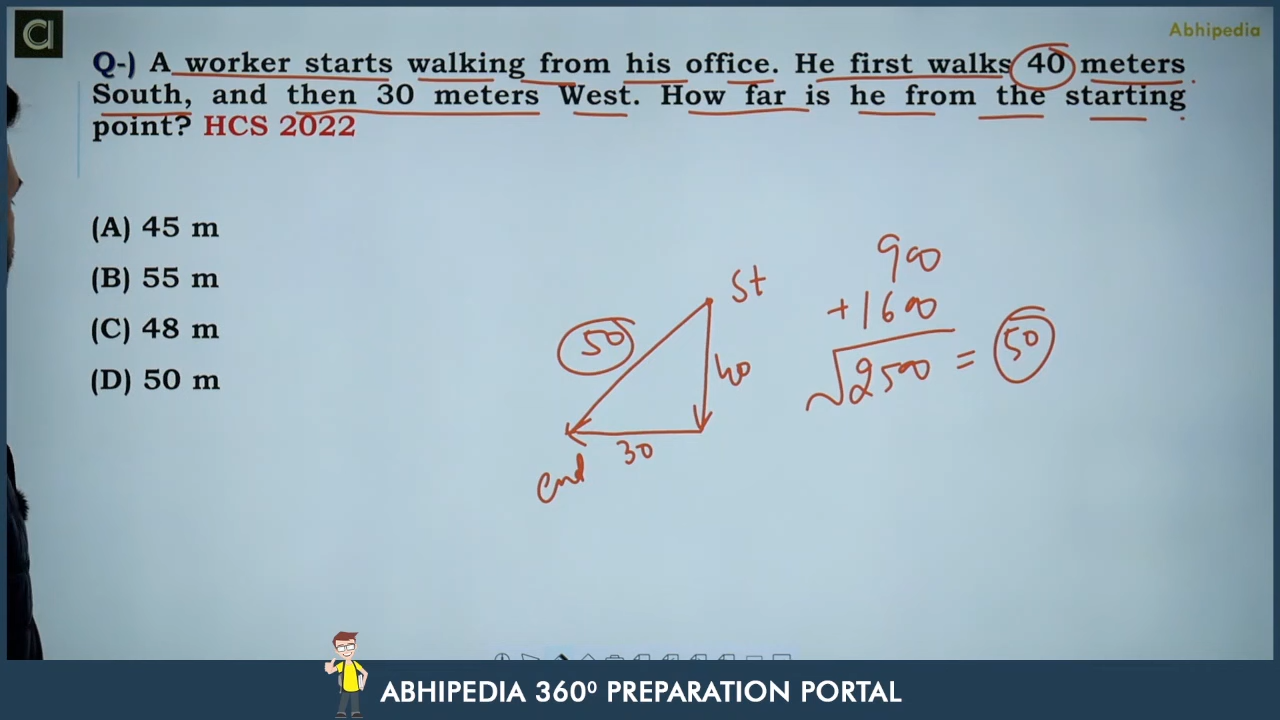 CI
Abhipedia
Q-) A worker starts walking from his office. He first walks 40 meters
South, and then 30 meters West. How far is he from the starting
point? HCS 2022
(A) 45 m
(B) 55 m
(C) 48 m
(D) 50 m
St
50
40
30
end
900
+1600
√2500 = 50
ABHIPEDIA 360⁰ PREPARATION PORTAL